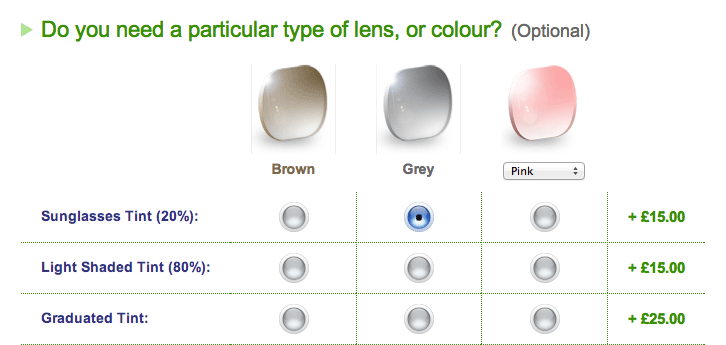 Do you need a particular type of lens, or colour? (Optional)
Brown Grey Pink
Sunglasses Tint (20%): + £15.00
Light Shaded Tint (80%): + £15.00
Graduated Tint: + £25.00